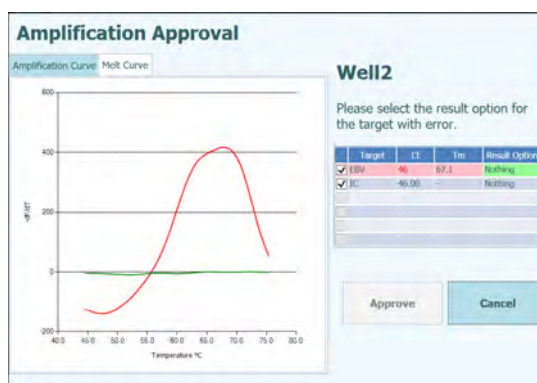 Amplification Approval
Amplification Curve Melt Curve
Well2
Please select the result option for
the target with error.
Target Ct Tm Result Option
EBV 46 67.1 Nothing
IC 46.00 - Nothing
600
400
200
0
-200
-dF/dT
40.0 45.0 50.0 55.0 60.0 65.0 70.0 75.0 80.0
Temperature ºC
Approve Cancel